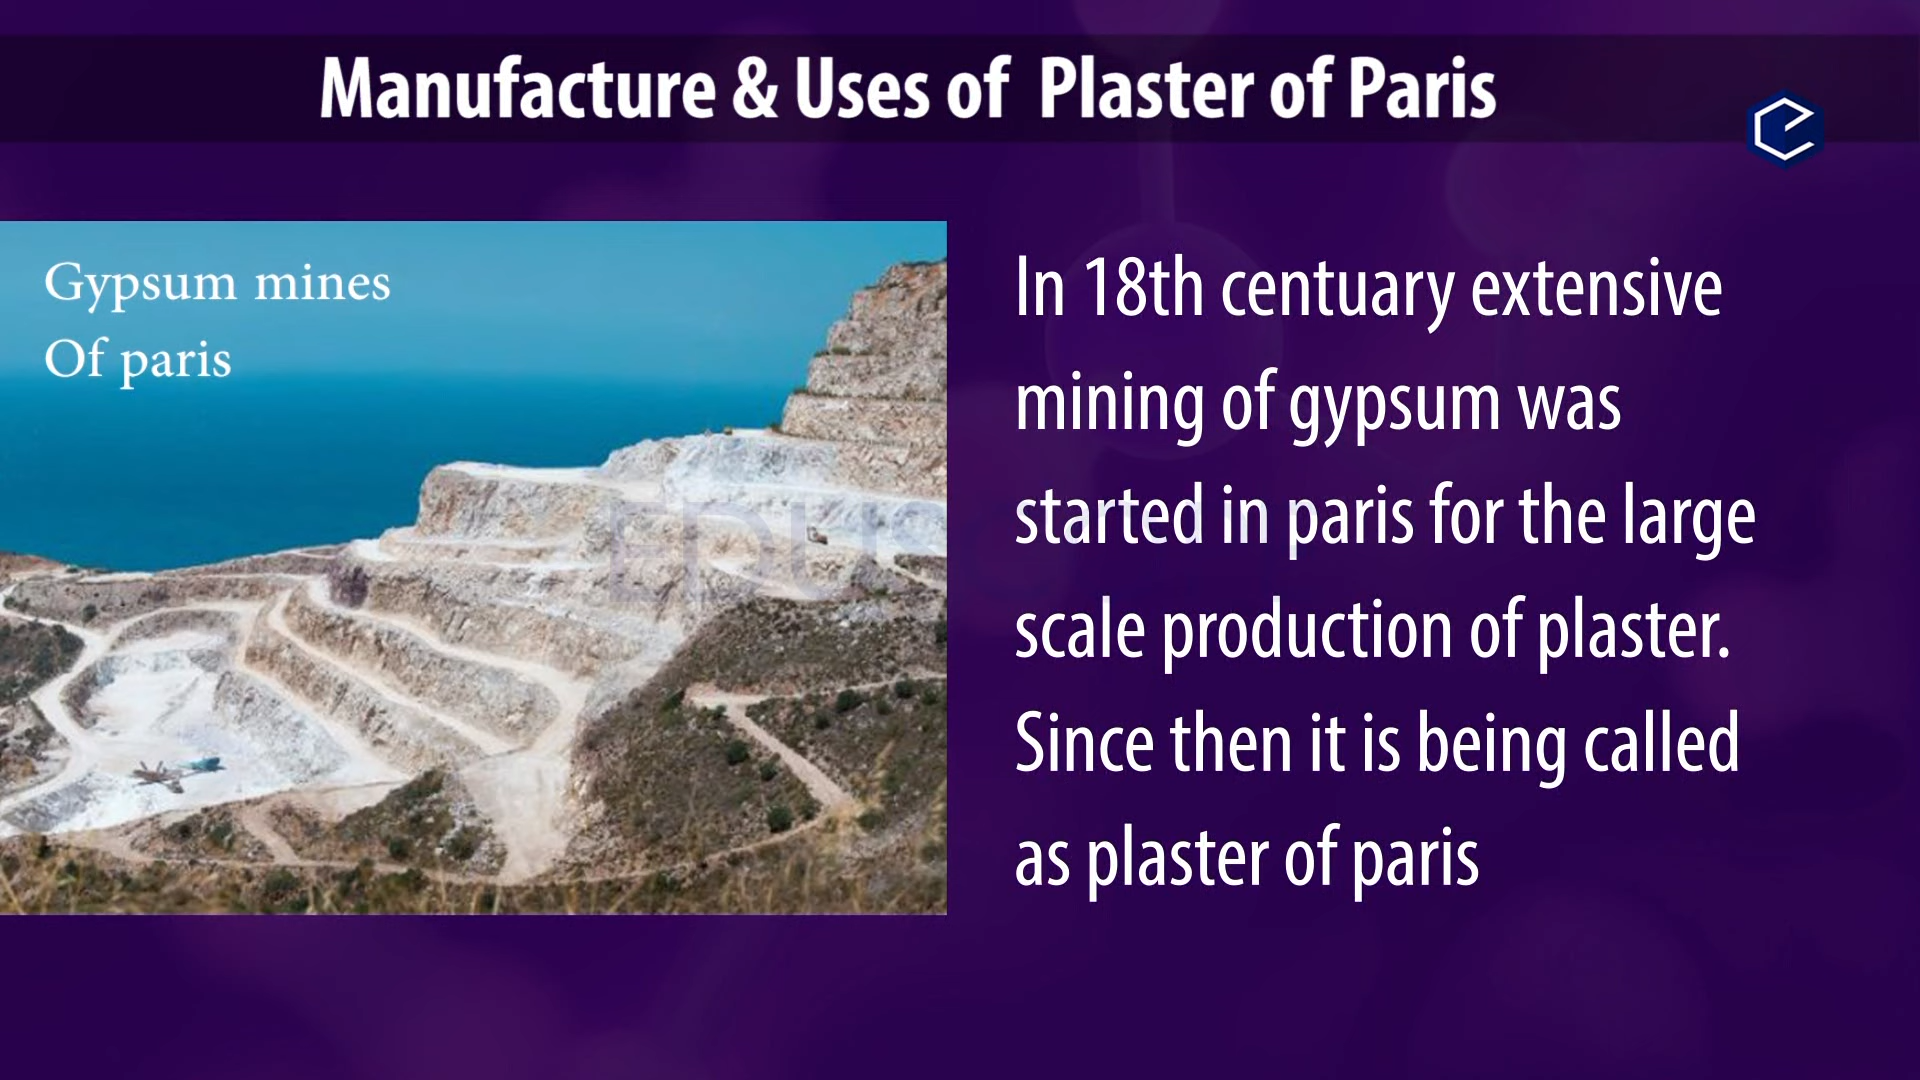 Manufacture & Uses of Plaster of Paris
Gypsum mines
Of paris
In 18th centuary extensive
mining of gypsum was
started in paris for the large
scale production of plaster.
Since then it is being called
as plaster of paris